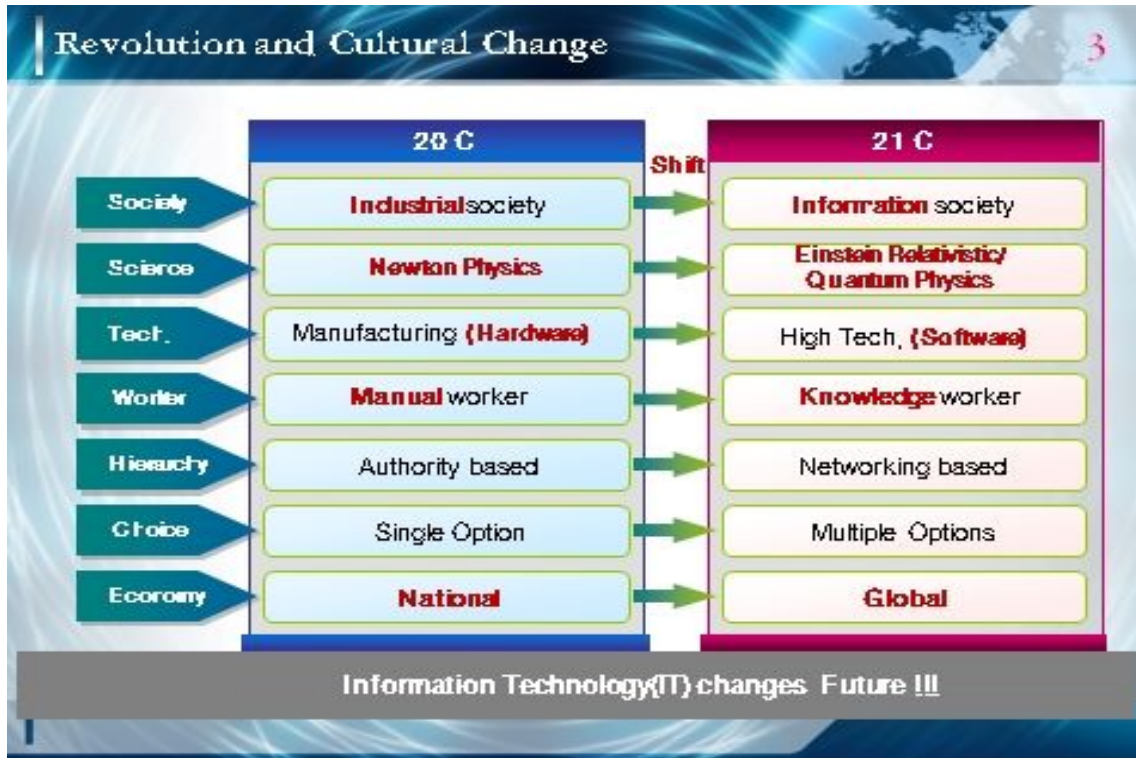 Revolution and Cultural Change
3
20 C
21 C
Shift
Society
Industrial society
Information society
Science
Newton Physics
Einstein Relativistic/
Quantum Physics
Tech.
Manufacturing (Hardware)
High Tech. (Software)
Worker
Manual worker
Knowledge worker
Hierarchy
Authority based
Networking based
Choice
Single Option
Multiple Options
Economy
National
Global
Information Technology(IT) changes Future !!!